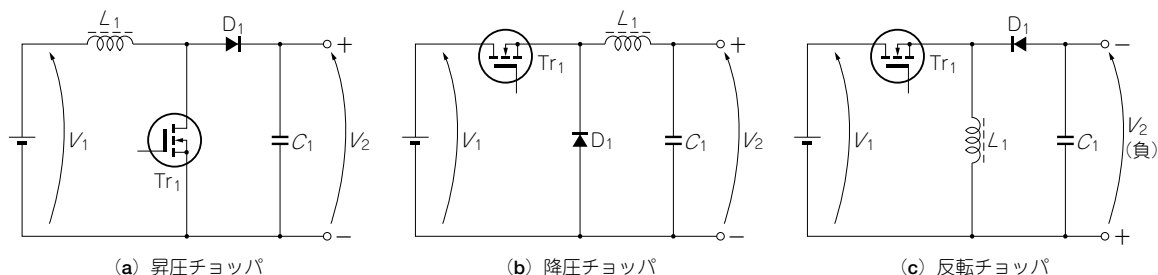 L1
D1
+
V1
Tr1
C1
V2
−
(a) 昇圧チョッパ
Tr1
L1
+
V1
D1
C1
V2
−
(b) 降圧チョッパ
Tr1
D1
−
V1
L1
C1
V2
(負)
+
(c) 反転チョッパ